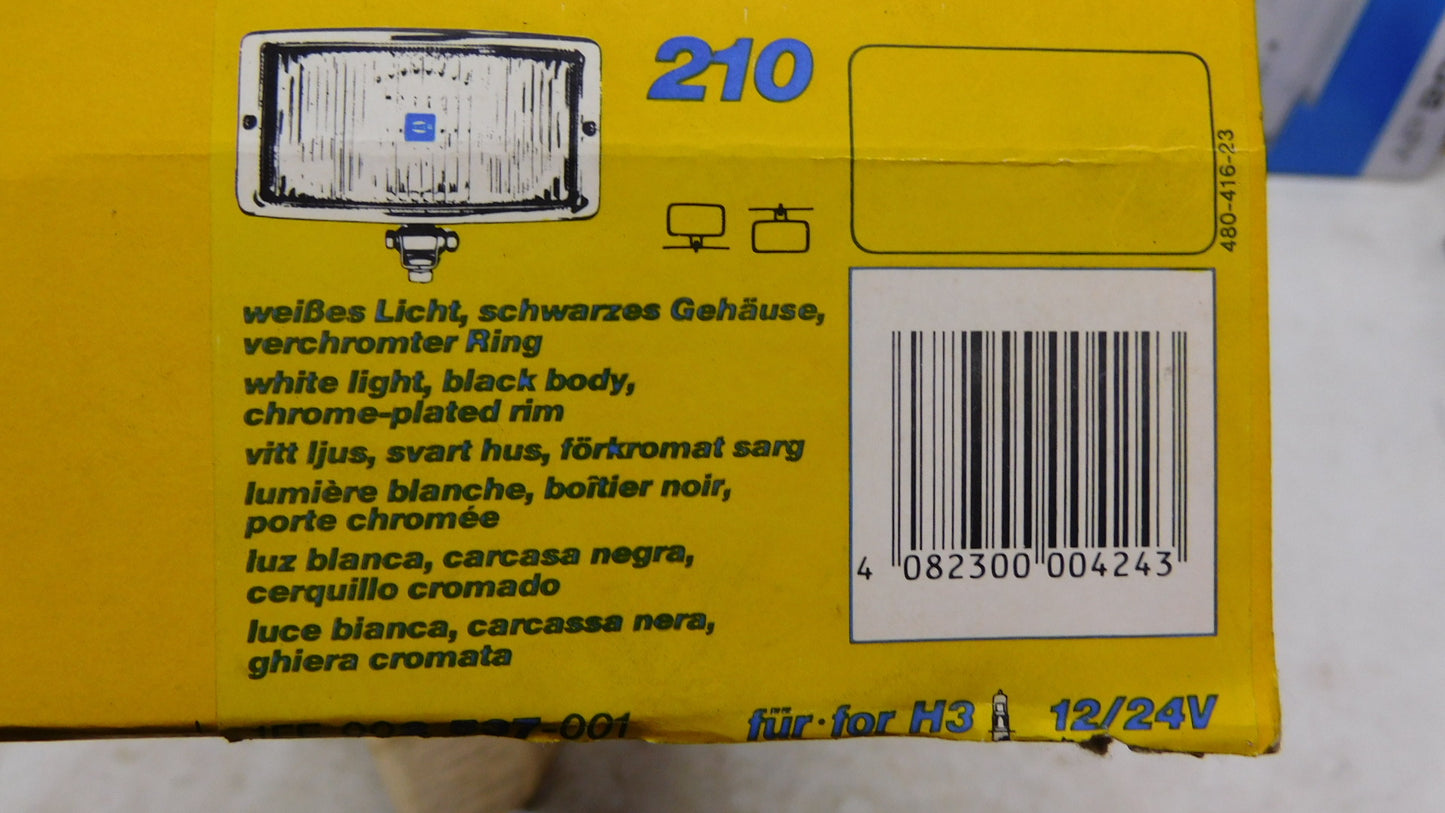 210
480-416-23
weißes Licht, schwarzes Gehäuse,
verchromter Ring
white light, black body,
chrome-plated rim
vitt ljus, svart hus, förkromat sarg
lumière blanche, boîtier noir,
porte chromée
luz blanca, carcasa negra,
cerquillo cromado
luce bianca, carcassa nera,
ghiera cromata
4 082300 004243
-001
für·for H3 12/24V